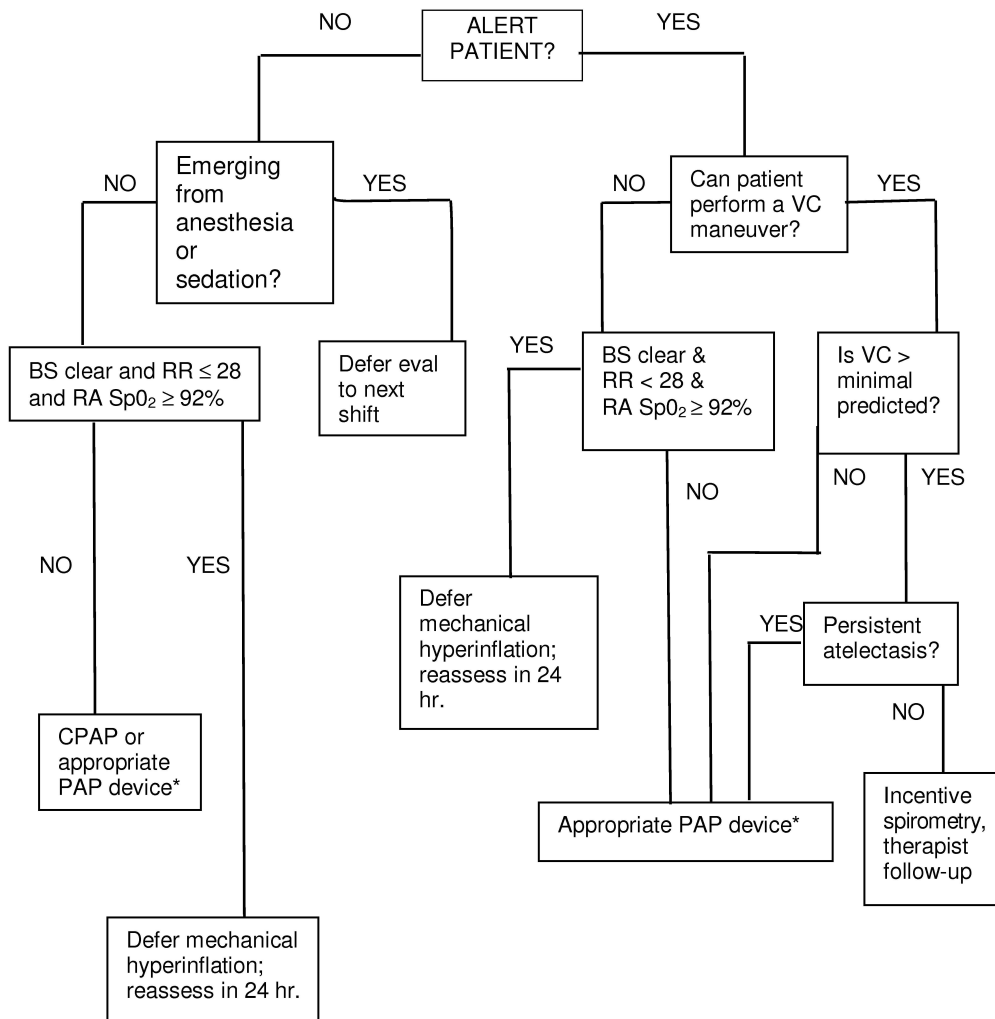 NO
ALERT
PATIENT?
YES
NO
Emerging
from
anesthesia
or
sedation?
YES
NO
Can patient
perform a VC
maneuver?
YES
BS clear and RR ≤ 28
and RA Sp0₂ ≥ 92%
Defer eval
to next
shift
YES
BS clear &
RR < 28 &
RA SpO₂ ≥ 92%
Is VC >
minimal
predicted?
NO
YES
NO
NO
YES
Defer
mechanical
hyperinflation;
reassess in 24
hr.
YES
Persistent
atelectasis?
NO
CPAP or
appropriate
PAP device*
Appropriate PAP device*
Incentive
spirometry,
therapist
follow-up
Defer mechanical
hyperinflation;
reassess in 24 hr.